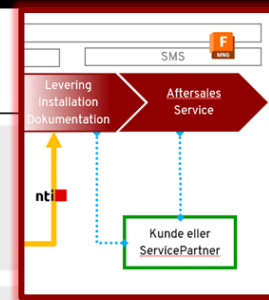 F
MNG
SMS
Levering
Installation
Dokumentation
Aftersales
Service
nti
Kunde eller
ServicePartner